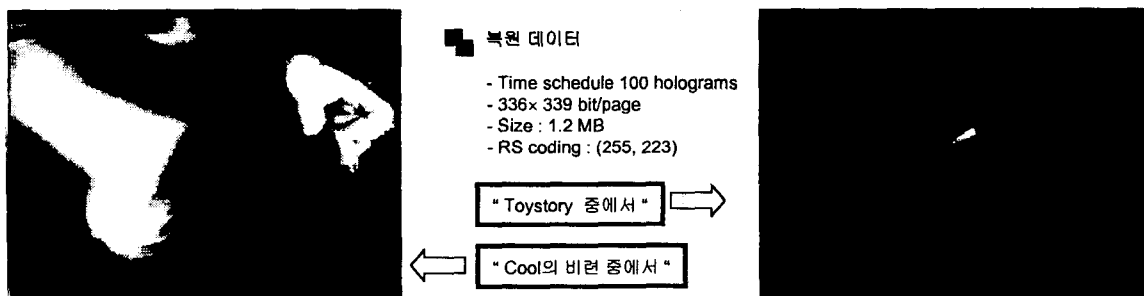 복원 데이터
- Time schedule 100 holograms
- 336× 339 bit/page
- Size : 1.2 MB
- RS coding : (255, 223)
“ Toystory 중에서 “
“ Cool의 비련 중에서 “